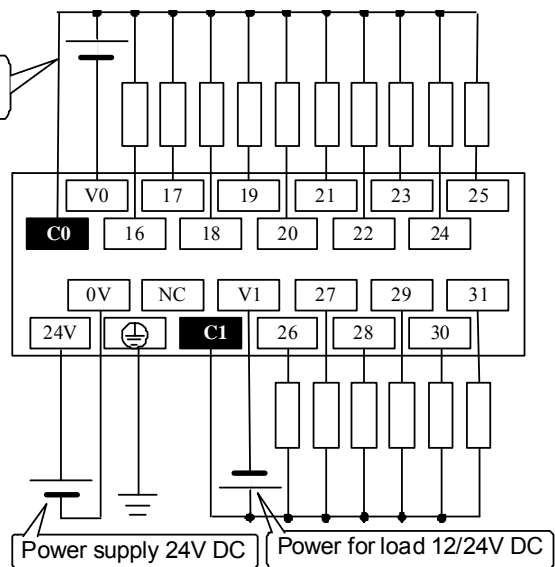 V0 17 19 21 23 25
C0 16 18 20 22 24
0V NC V1 27 29 31
24V C1 26 28 30
Power supply 24V DC
Power for load 12/24V DC